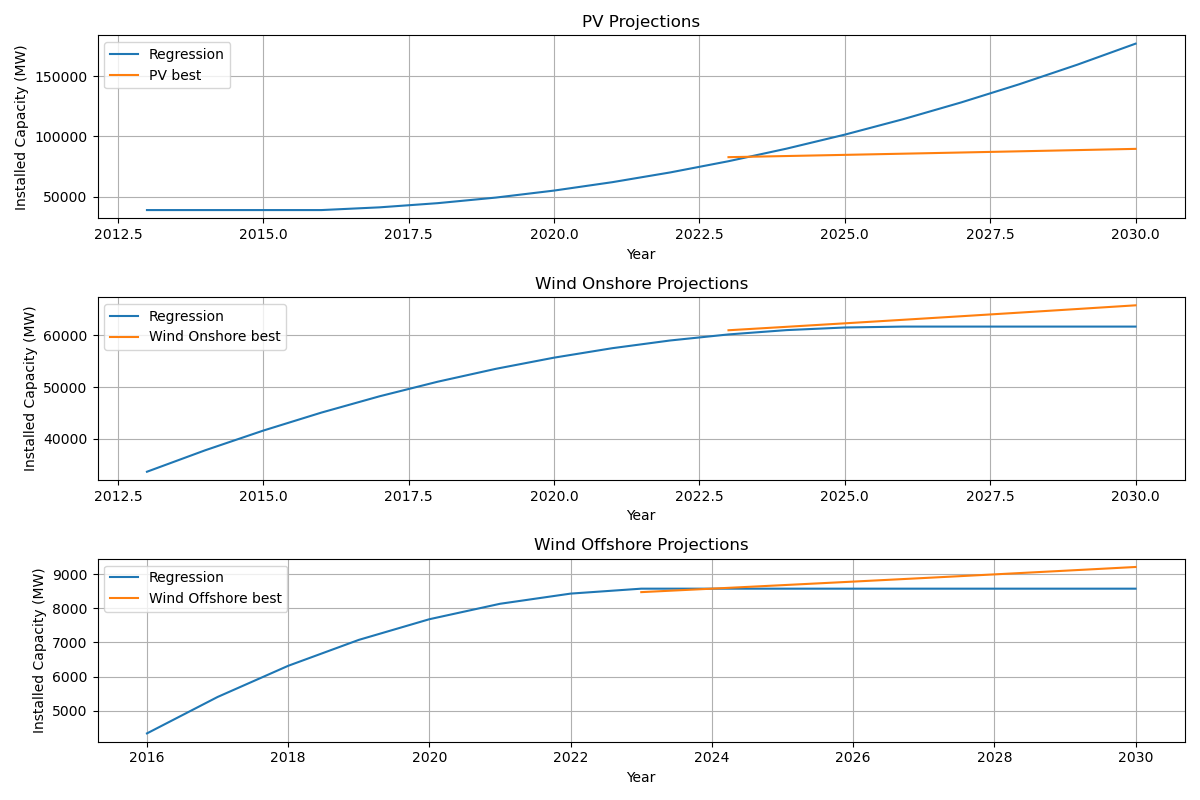 PV Projections
Installed Capacity (MW)
Regression
PV best
150000
100000
50000
2012.5 2015.0 2017.5 2020.0 2022.5 2025.0 2027.5 2030.0
Year
Wind Onshore Projections
Installed Capacity (MW)
Regression
Wind Onshore best
60000
50000
40000
2012.5 2015.0 2017.5 2020.0 2022.5 2025.0 2027.5 2030.0
Year
Wind Offshore Projections
Installed Capacity (MW)
Regression
Wind Offshore best
9000
8000
7000
6000
5000
2016 2018 2020 2022 2024 2026 2028 2030
Year